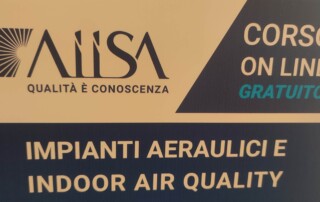 AIISA
QUALITÀ È CONOSCENZA
CORSO
ON LINE
GRATUITO
IMPIANTI AERAULICI E
INDOOR AIR QUALITY